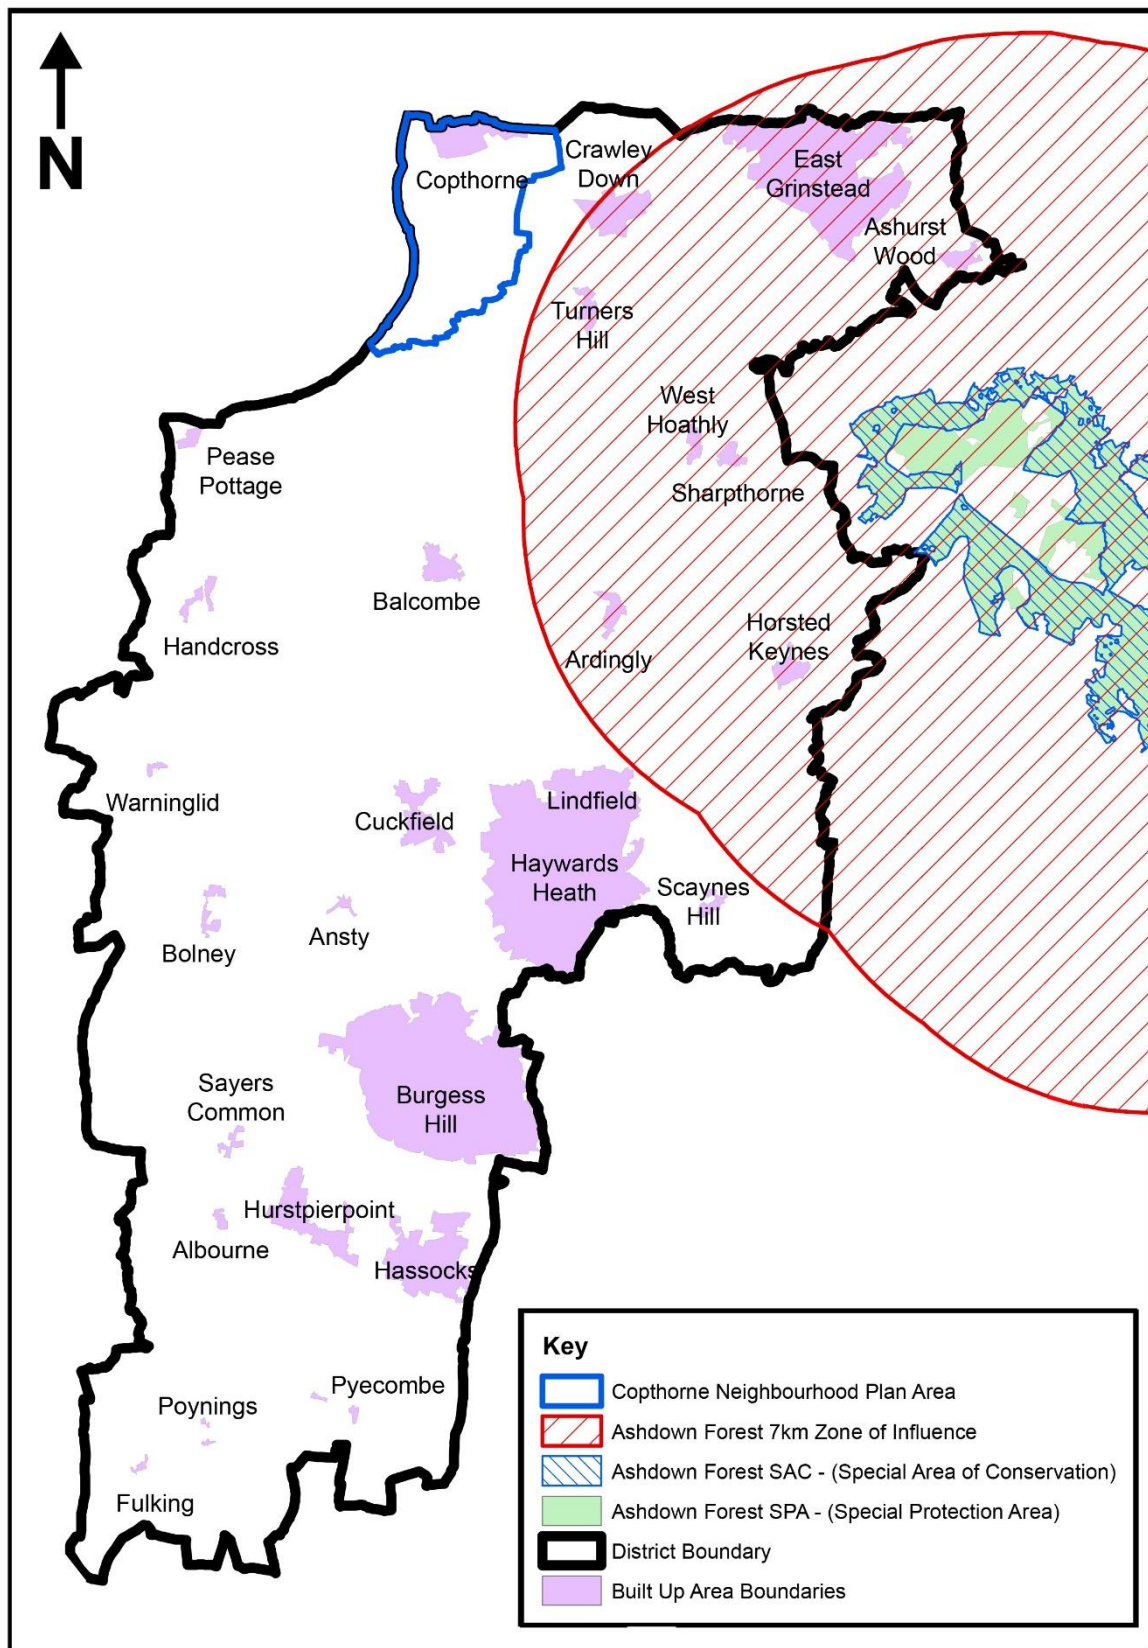 N
Copthorne
Crawley
Down
East
Grinstead
Ashurst
Wood
Turners
Hill
West
Hoathly
Sharpthorne
Pease
Pottage
Balcombe
Handcross
Ardingly
Horsted
Keynes
Warninglid
Cuckfield
Lindfield
Haywards
Heath
Scaynes
Hill
Bolney
Ansty
Sayers
Common
Burgess
Hill
Hurstpierpoint
Albourne
Hassocks
Poynings
Pyecombe
Fulking
Key
Copthorne Neighbourhood Plan Area
Ashdown Forest 7km Zone of Influence
Ashdown Forest SAC - (Special Area of Conservation)
Ashdown Forest SPA - (Special Protection Area)
District Boundary
Built Up Area Boundaries